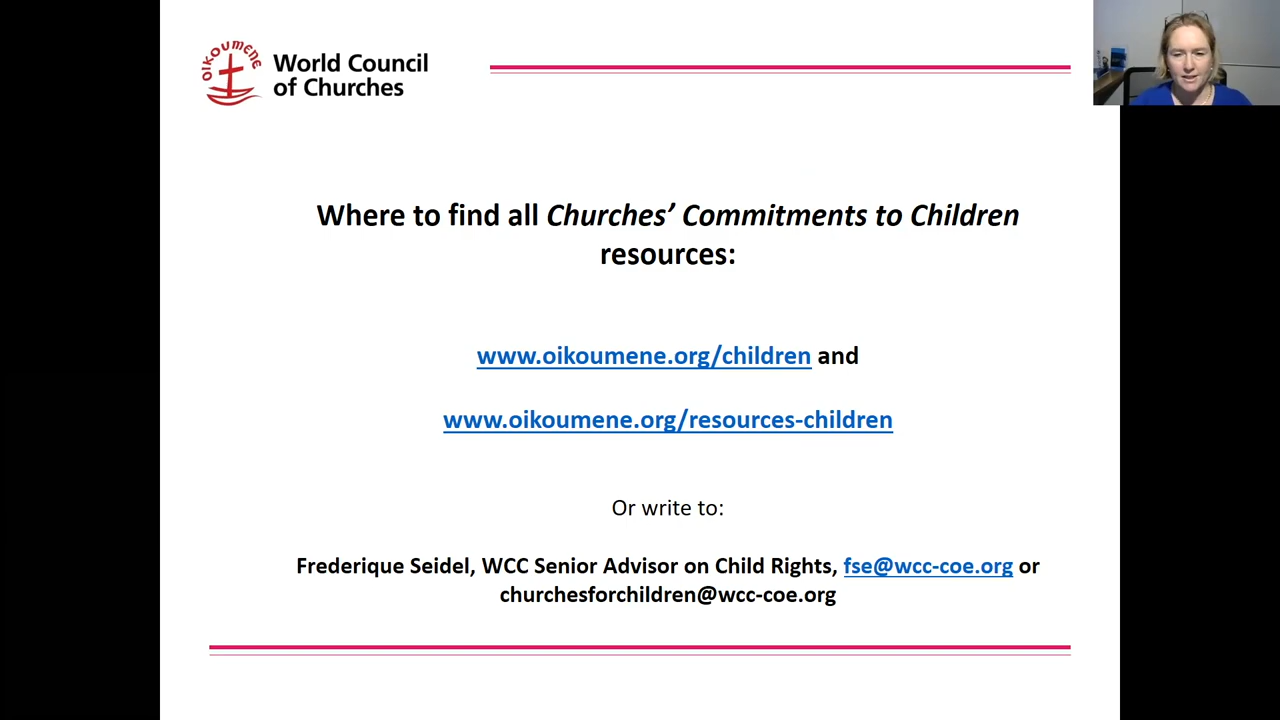 OIKOUMENE
World Council
of Churches
Where to find all Churches’ Commitments to Children
resources:
www.oikoumene.org/children and
www.oikoumene.org/resources-children
Or write to:
Frederique Seidel, WCC Senior Advisor on Child Rights, fse@wcc-coe.org or
churchesforchildren@wcc-coe.org